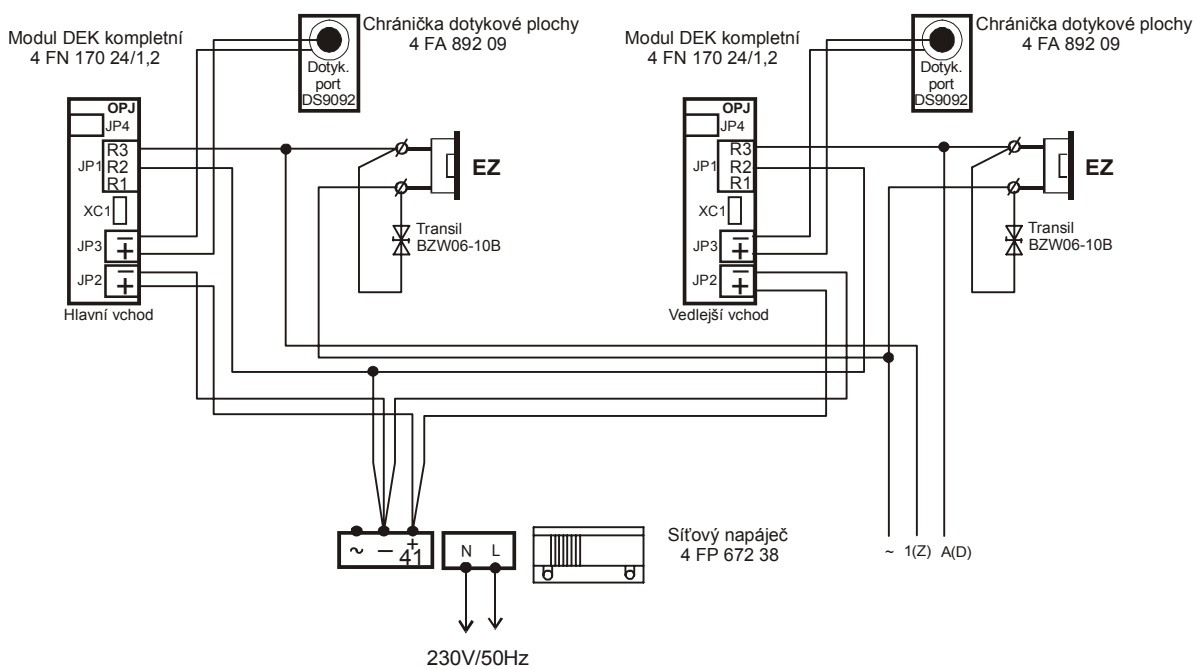 Modul DEK kompletní
4 FN 170 24/1,2
Chránička dotykové plochy
4 FA 892 09
Dotyk.
port
DS9092
OPJ
JP4
JP1
R3
R2
R1
XC1
JP3
– +
JP2
– +
Hlavní vchod
EZ
Transil
BZW06-10B
Modul DEK kompletní
4 FN 170 24/1,2
Chránička dotykové plochy
4 FA 892 09
Dotyk.
port
DS9092
OPJ
JP4
JP1
R3
R2
R1
XC1
JP3
– +
JP2
– +
Vedlejší vchod
EZ
Transil
BZW06-10B
~ – +
41
N L
Síťový napáječ
4 FP 672 38
~ 1(Z) A(D)
230V/50Hz